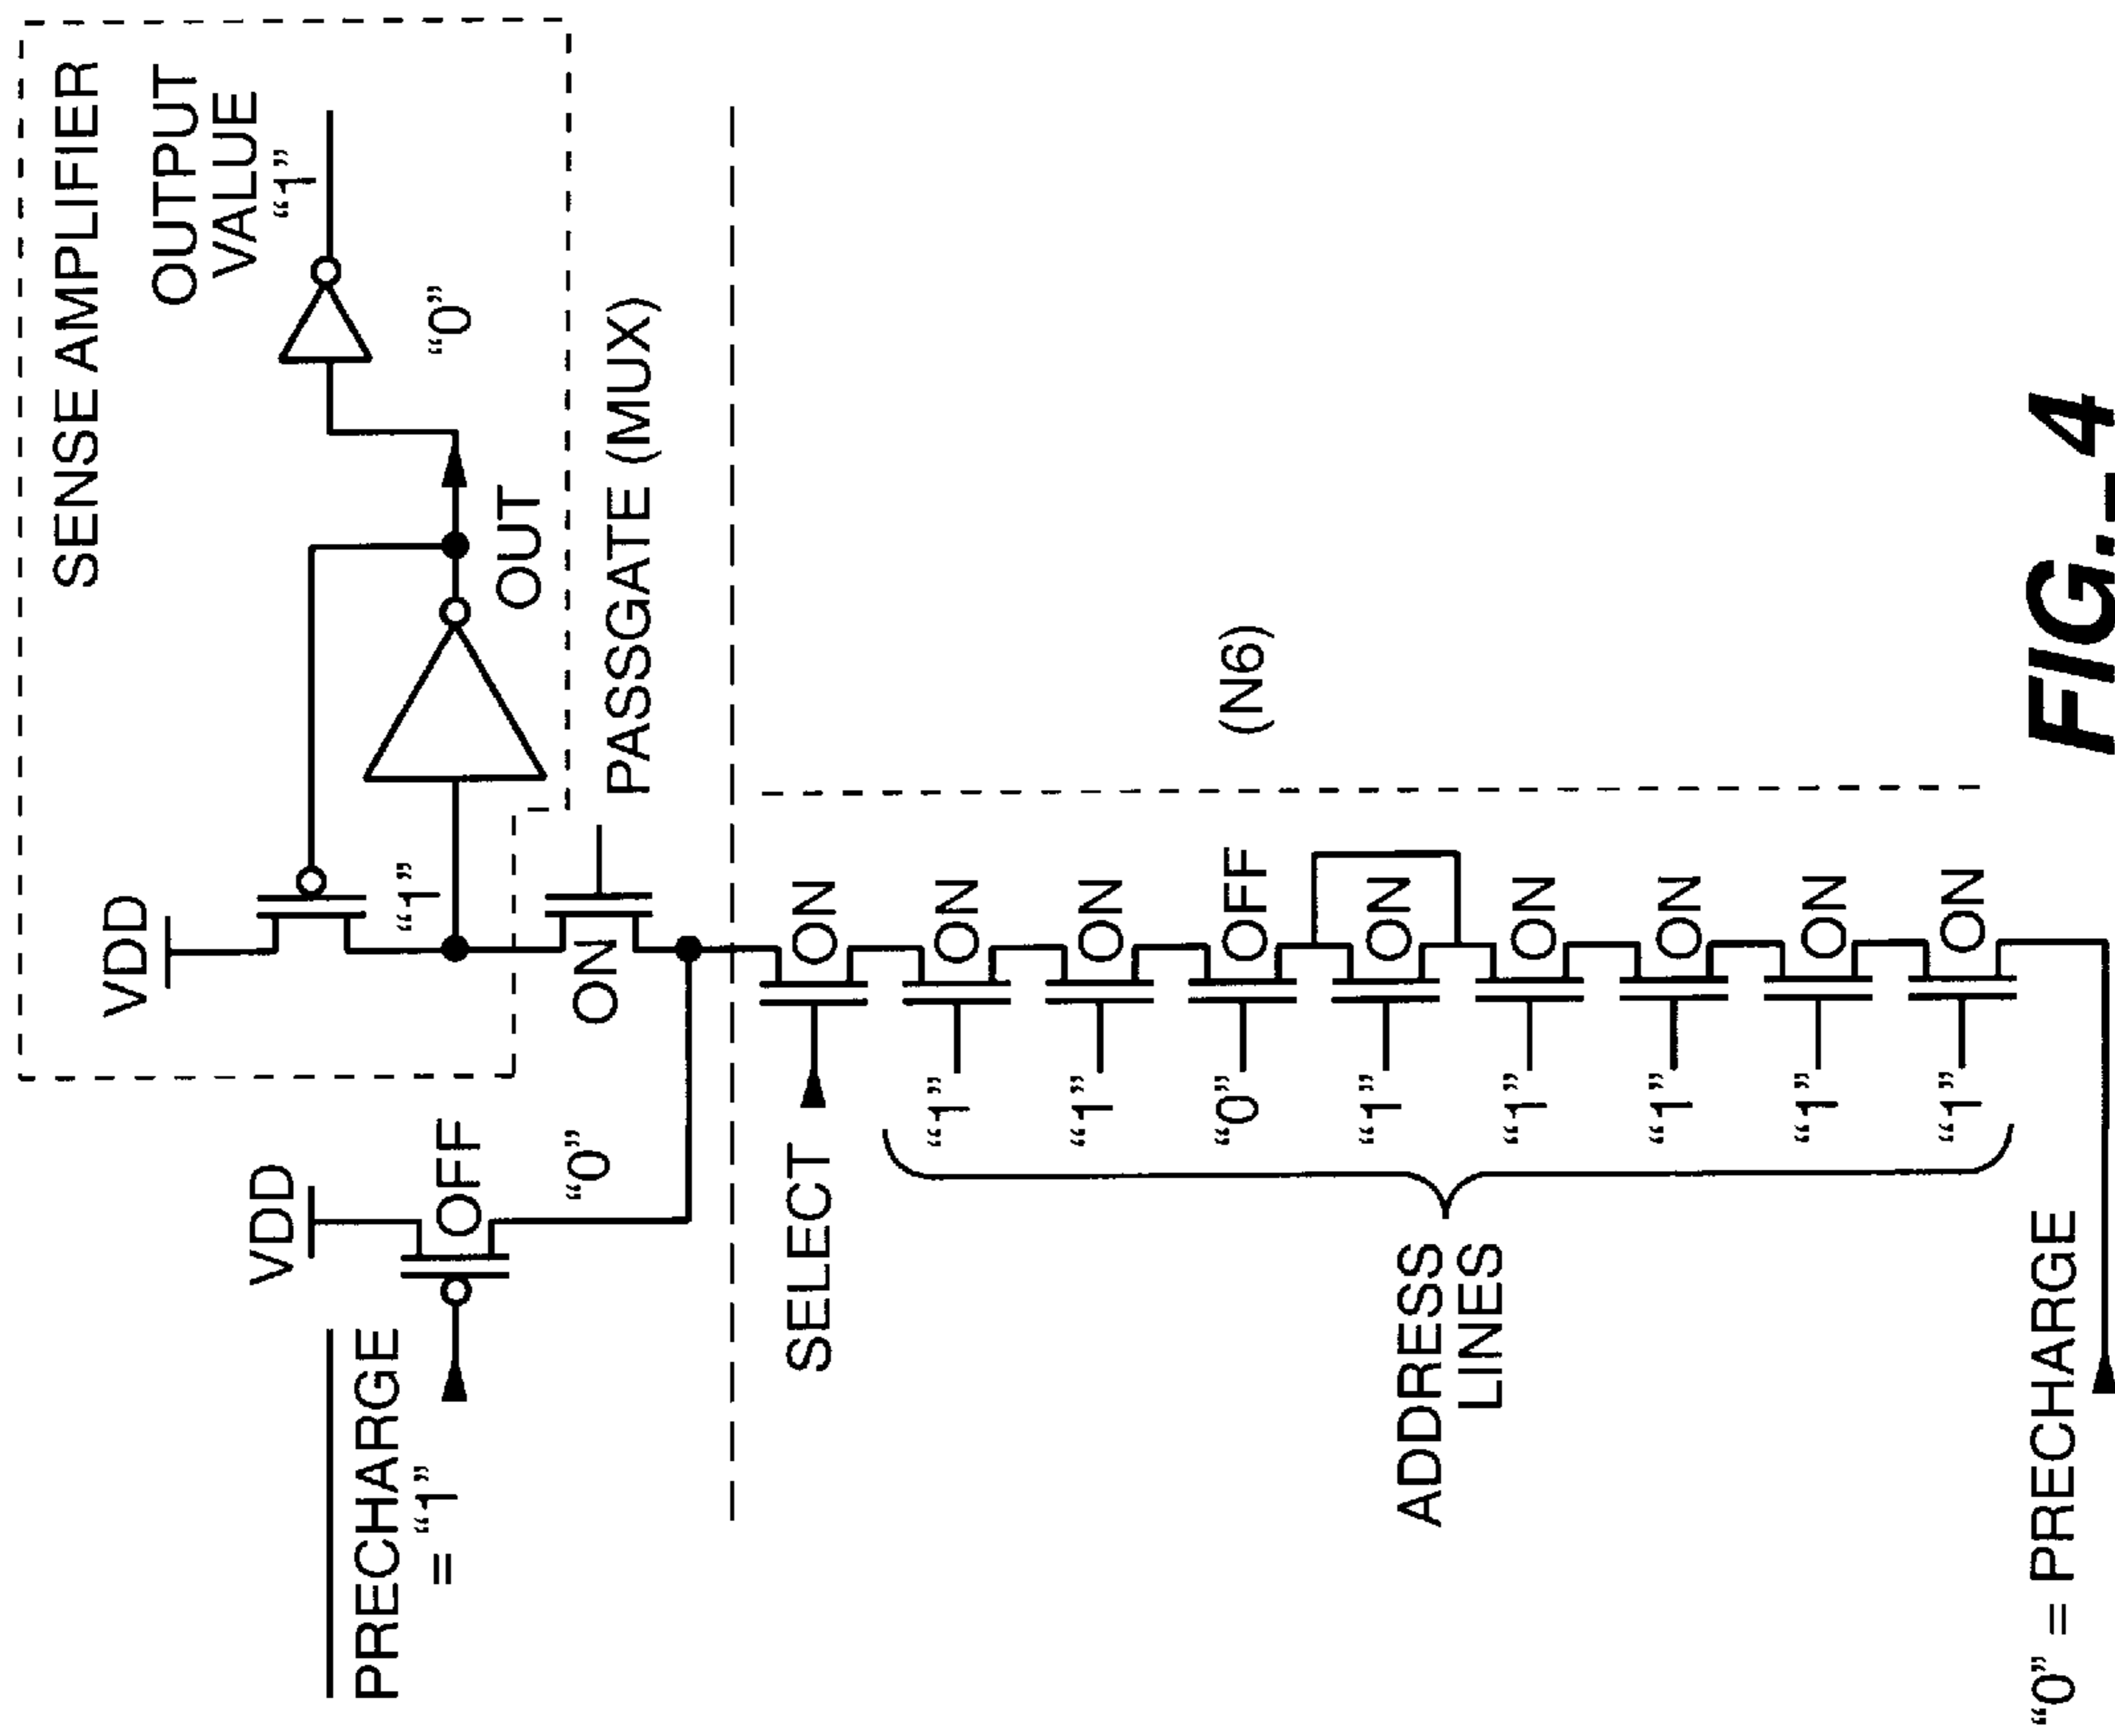 SENSE AMPLIFIER
VDD
OUTPUT
VALUE
“1”
VDD
“1”
“0”
PRECHARGE
= “1”
OFF
OUT
“0”
ON
PASSGATE (MUX)
SELECT
ON
“1”
ON
“1”
ON
“0”
OFF
(N6)
“1”
ON
ADDRESS
LINES
“1”
ON
“1”
ON
“1”
ON
“1”
ON
“0” = PRECHARGE
FIG._ 4